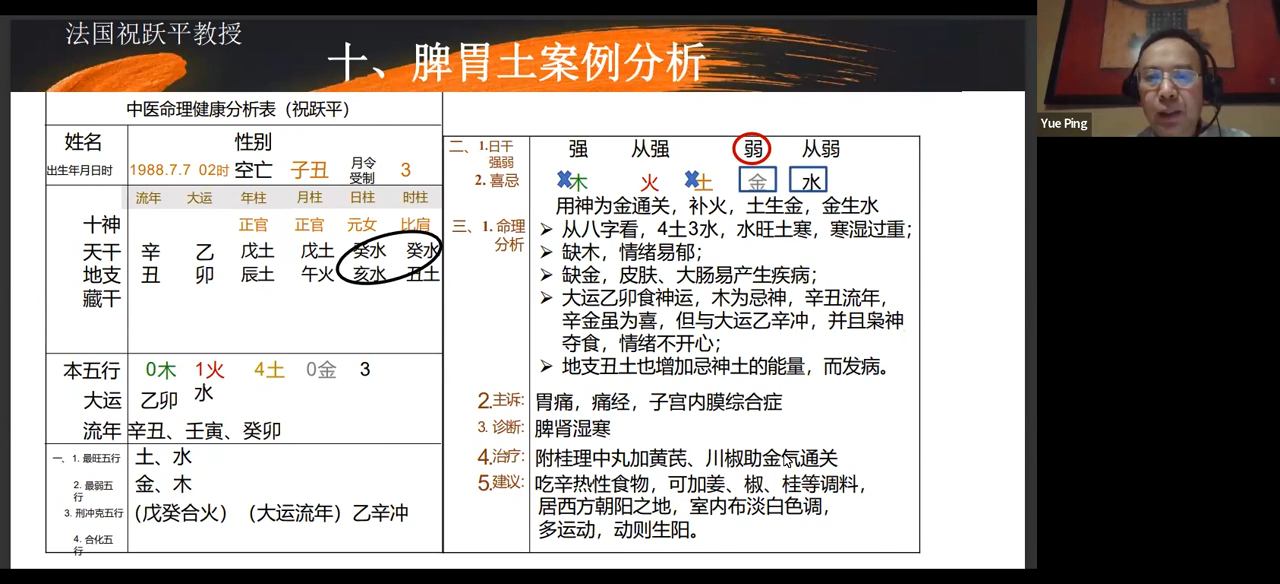 法国祝跃平教授
十、脾胃土案例分析
Yue Ping
中医命理健康分析表（祝跃平）
姓名 性别
出生年月日时 1988.7.7 02时 空亡 子丑 月令受制 3
流年 大运 年柱 月柱 日柱 时柱
十神 正官 正官 元女 比肩
天干 辛 乙 戊土 戊土 癸水 癸水
地支 丑 卯 辰土 午火 亥水 丑土
藏干
本五行 0木 1火 4土 0金 3
水
大运 乙卯
流年 辛丑、壬寅、癸卯
一、1. 最旺五行 土、水
2. 最弱五行 金、木
3. 刑冲克五行 （戊癸合火）（大运流年）乙辛冲
4. 合化五行
二、1.日干强弱 强 从强 弱 从弱
2. 喜忌 木 火 土 金 水
用神为金通关，补火，土生金，金生水
三、1. 命理分析
➢ 从八字看，4土3水，水旺土寒，寒湿过重；
➢ 缺木，情绪易郁；
➢ 缺金，皮肤、大肠易产生疾病；
➢ 大运乙卯食神运，木为忌神，辛丑流年，
辛金虽为喜，但与大运乙辛冲，并且枭神
夺食，情绪不开心；
➢ 地支丑土也增加忌神土的能量，而发病。
2.主诉: 胃痛，痛经，子宫内膜综合症
3. 诊断: 脾肾湿寒
4.治疗: 附桂理中丸加黄芪、川椒助金气通关
5.建议: 吃辛热性食物，可加姜、椒、桂等调料，
居西方朝阳之地，室内布淡白色调，
多运动，动则生阳。